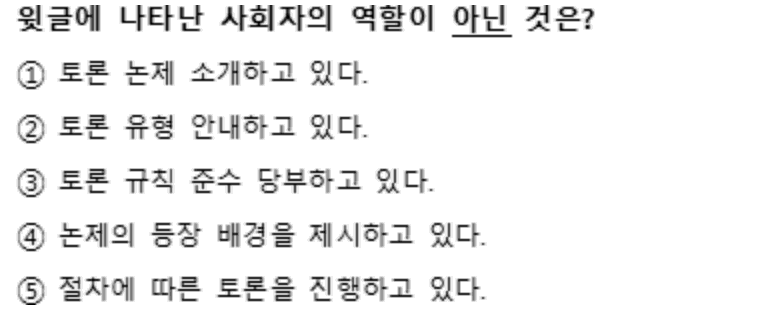 윗글에 나타난 사회자의 역할이 아닌 것은?
① 토론 논제 소개하고 있다.
② 토론 유형 안내하고 있다.
③ 토론 규칙 준수 당부하고 있다.
④ 논제의 등장 배경을 제시하고 있다.
⑤ 절차에 따른 토론을 진행하고 있다.